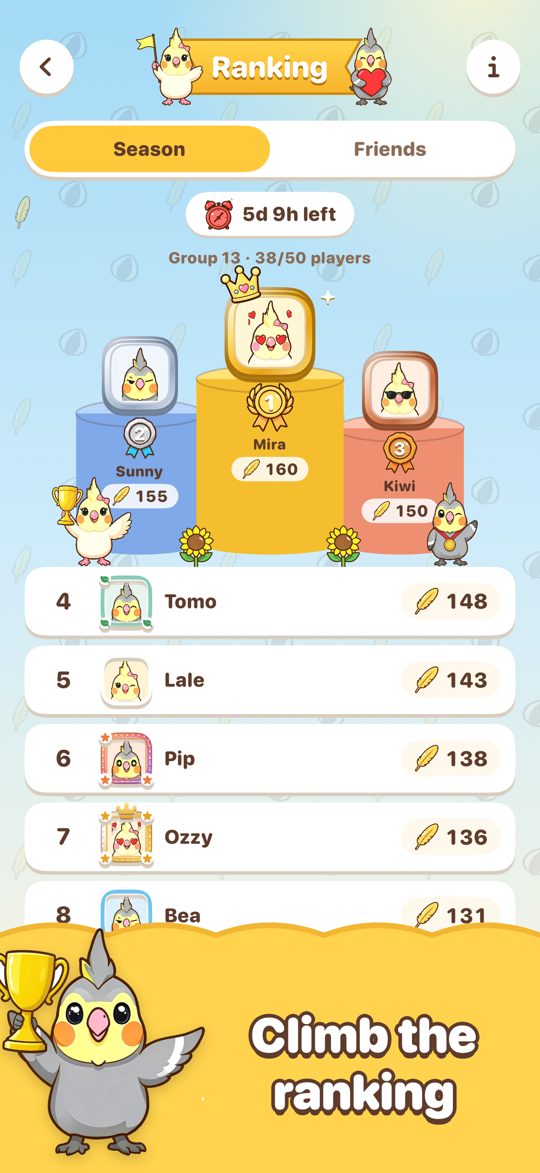 Ranking
i
Season
Friends
5d 9h left
Group 13 · 38/50 players
1
Mira
160
2
Sunny
155
3
Kiwi
150
4 Tomo 148
5 Lale 143
6 Pip 138
7 Ozzy 136
8 Bea 131
Climb the
ranking